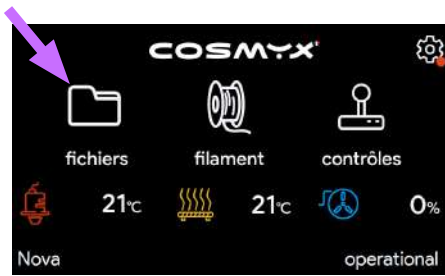 COSMYX
fichiers filament contrôles
21°C 21°C 0%
Nova operational